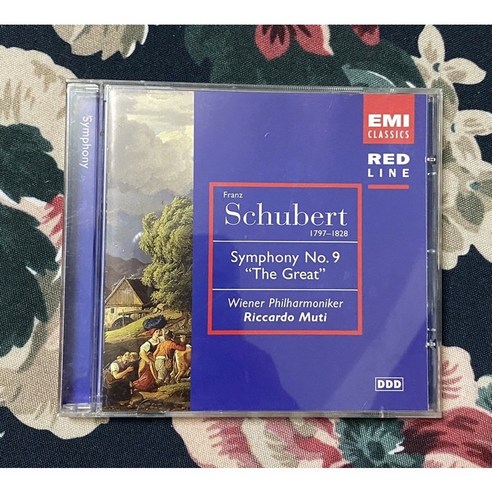 Symphony
EMI
CLASSICS
RED
LINE
Franz
Schubert
1797–1828
Symphony No. 9
“The Great”
Wiener Philharmoniker
Riccardo Muti
DDD